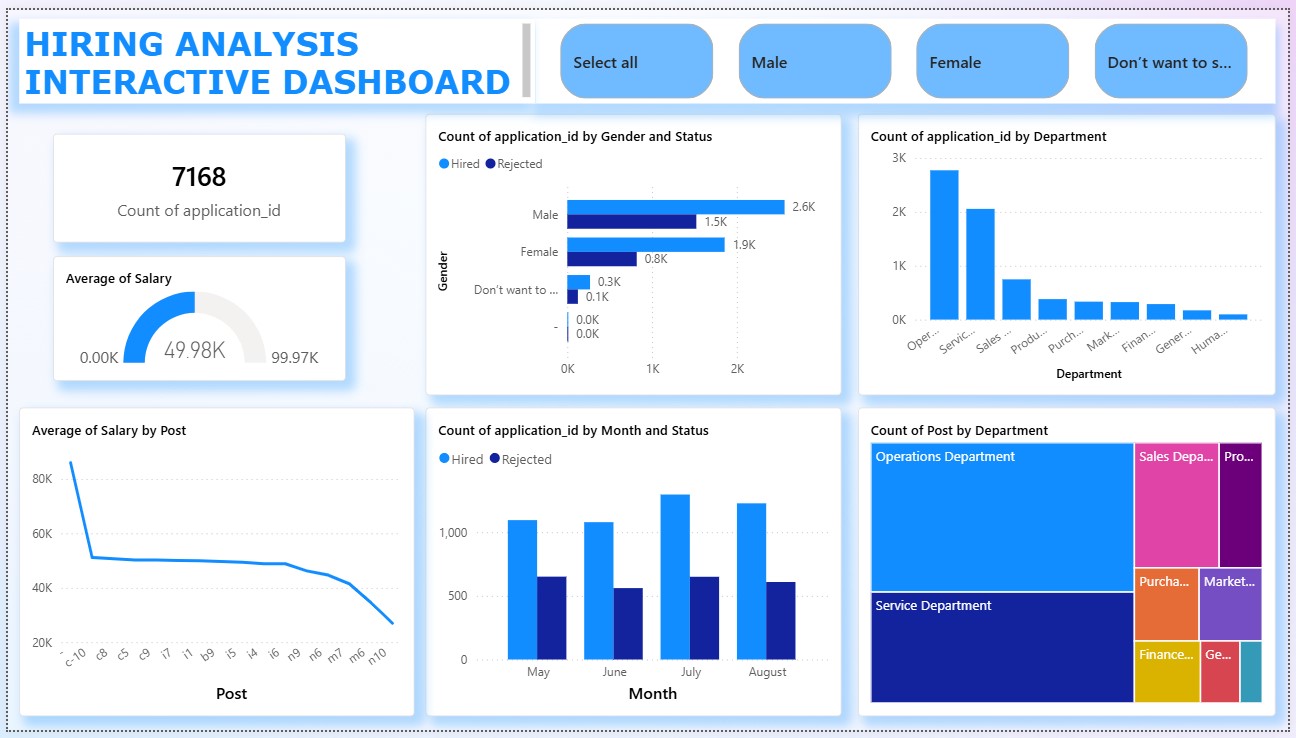 HIRING ANALYSIS
INTERACTIVE DASHBOARD
Select all
Male
Female
Don't want to s...
7168
Count of application_id
Average of Salary
0.00K
49.98K
99.97K
Count of application_id by Gender and Status
Hired Rejected
Gender
Male
2.6K
1.5K
Female
1.9K
0.8K
Don't want to ...
0.3K
0.1K
-
0.0K
0.0K
0K 1K 2K
Count of application_id by Department
3K
2K
1K
0K
Oper... Servic... Sales ... Produ... Purch... Mark... Finan... Gener... Huma...
Department
Average of Salary by Post
80K
60K
40K
20K
- c-10 c8 c5 c9 i7 i1 b9 i5 i4 i6 n9 n6 m7 m6 n10
Post
Count of application_id by Month and Status
Hired Rejected
1,000
500
0
May June July August
Month
Count of Post by Department
Operations Department
Service Department
Sales Depa...
Pro...
Purcha...
Market...
Finance...
Ge...